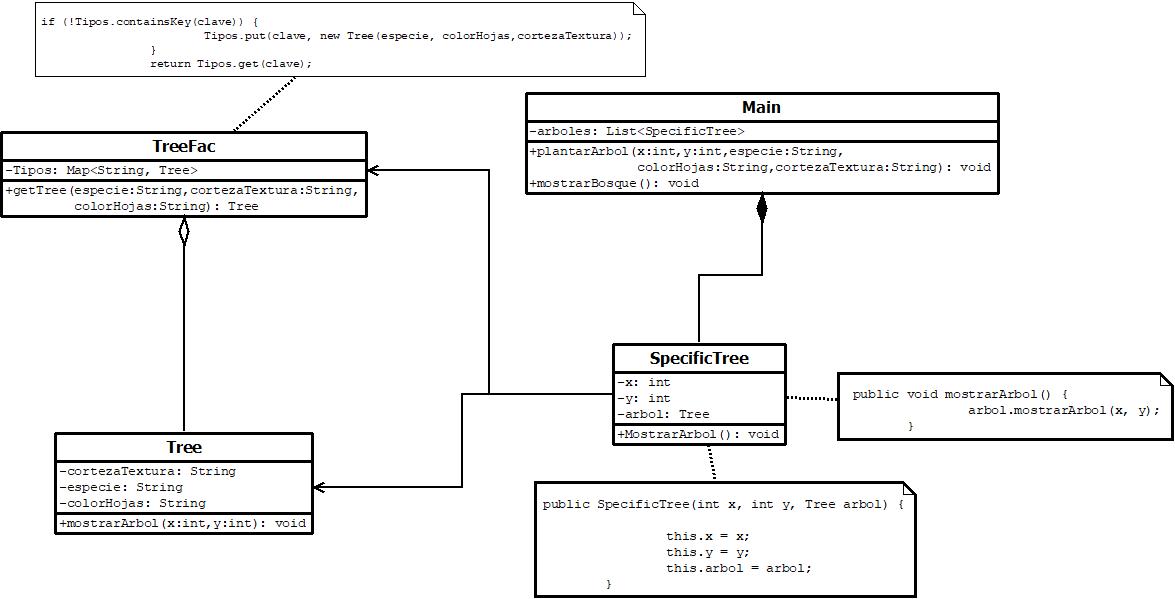 if (!Tipos.containsKey(clave)) {
Tipos.put(clave, new Tree(especie, colorHojas,cortezaTextura));
}
return Tipos.get(clave);
TreeFac
-Tipos: Map<String, Tree>
+getTree(especie:String,cortezaTextura:String,
colorHojas:String): Tree
Main
-arboles: List<SpecificTree>
+plantarArbol(x:int,y:int,especie:String,
colorHojas:String,cortezaTextura:String): void
+mostrarBosque(): void
SpecificTree
-x: int
-y: int
-arbol: Tree
+MostrarArbol(): void
public void mostrarArbol() {
arbol.mostrarArbol(x, y);
}
Tree
-cortezaTextura: String
-especie: String
-colorHojas: String
+mostrarArbol(x:int,y:int): void
public SpecificTree(int x, int y, Tree arbol) {
this.x = x;
this.y = y;
this.arbol = arbol;
}